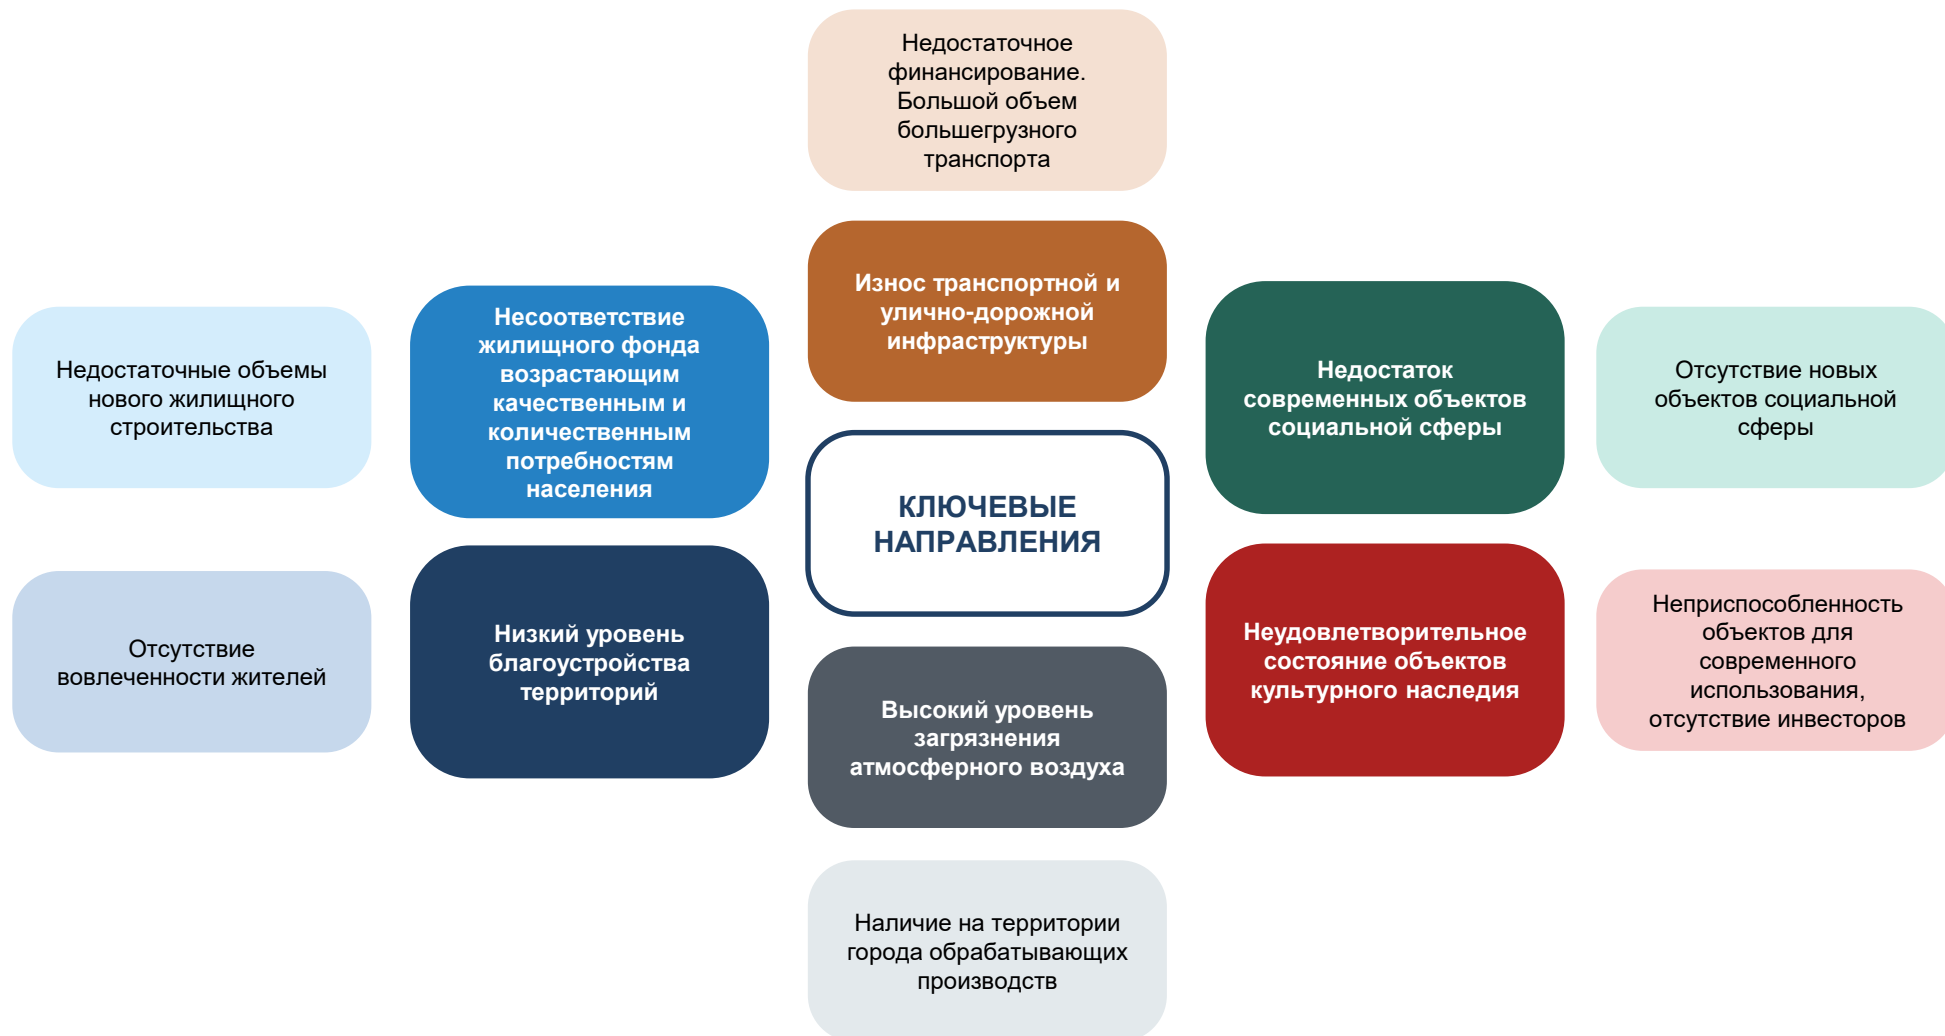 Недостаточное
финансирование.
Большой объем
большегрузного
транспорта
Износ транспортной и
улично-дорожной
инфраструктуры
Недостаточные объемы
нового жилищного
строительства
Несоответствие
жилищного фонда
возрастающим
качественным и
количественным
потребностям
населения
Недостаток
современных объектов
социальной сферы
Отсутствие новых
объектов социальной
сферы
КЛЮЧЕВЫЕ
НАПРАВЛЕНИЯ
Отсутствие
вовлеченности жителей
Низкий уровень
благоустройства
территорий
Неудовлетворительное
состояние объектов
культурного наследия
Неприспособленность
объектов для
современного
использования,
отсутствие инвесторов
Высокий уровень
загрязнения
атмосферного воздуха
Наличие на территории
города обрабатывающих
производств